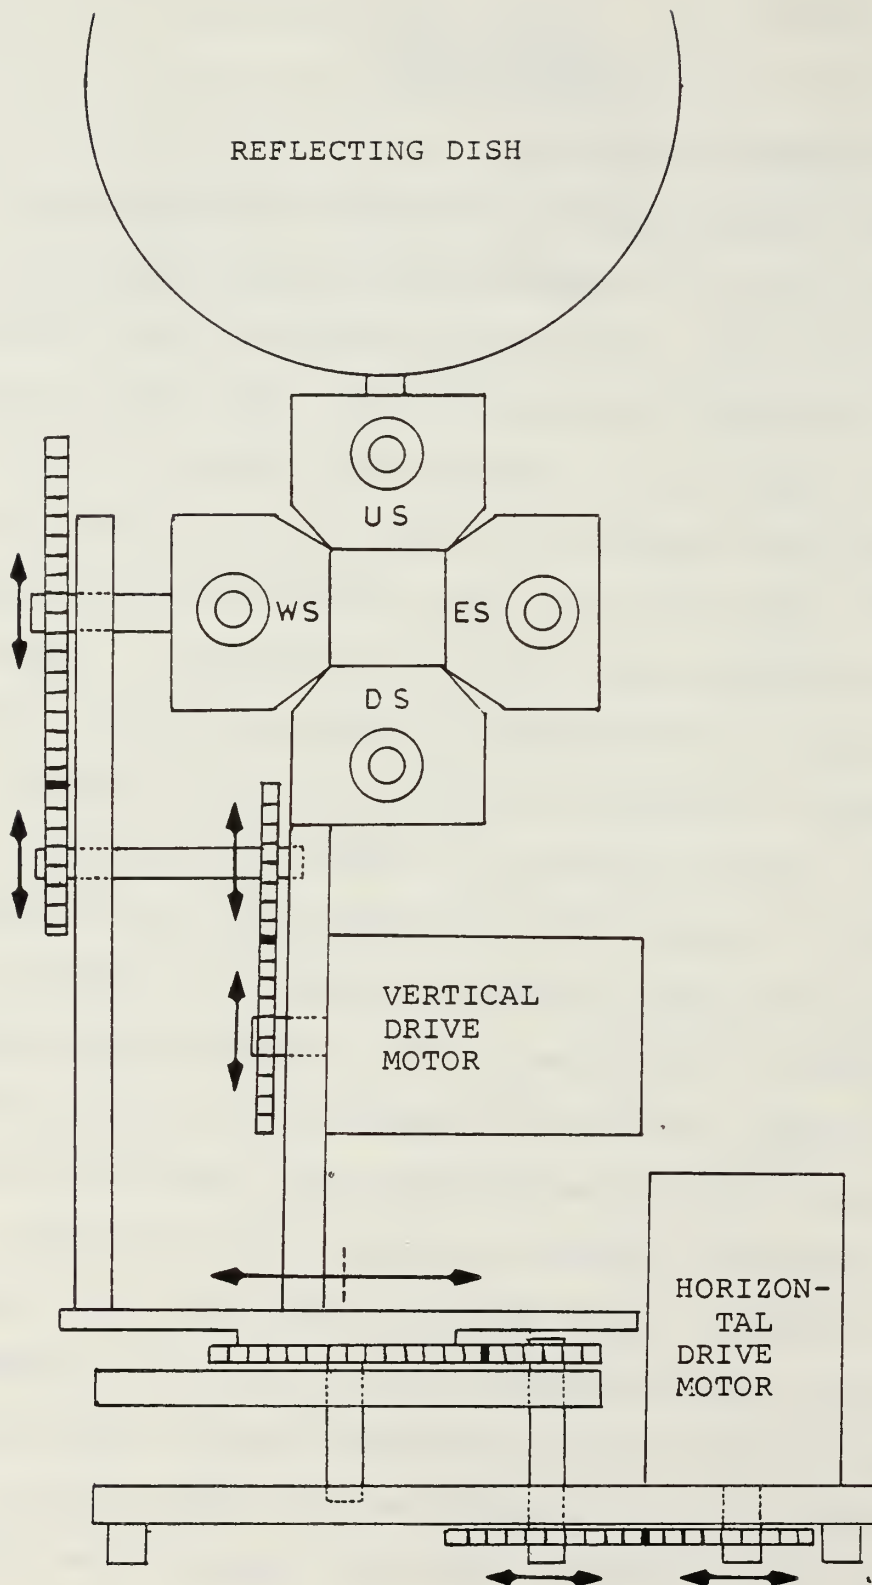 REFLECTING DISH
US
WS
ES
DS
VERTICAL
DRIVE
MOTOR
HORIZON-
TAL
DRIVE
MOTOR